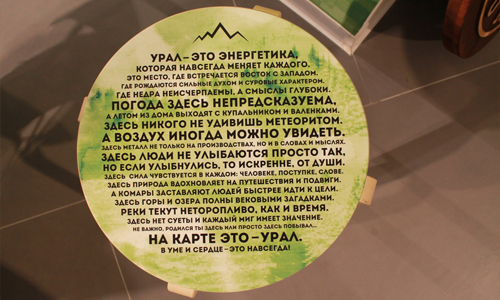 УРАЛ – ЭТО ЭНЕРГЕТИКА,
КОТОРАЯ НАВСЕГДА МЕНЯЕТ КАЖДОГО.
ЭТО МЕСТО, ГДЕ ВСТРЕЧАЕТСЯ ВОСТОК С ЗАПАДОМ.
ГДЕ РОЖДАЮТСЯ СИЛЬНЫЕ ДУХОМ И СУРОВЫЕ ХАРАКТЕРОМ.
ГДЕ НЕДРА НЕИСЧЕРПАЕМЫ, А СМЫСЛЫ ГЛУБОКИ.
ПОГОДА ЗДЕСЬ НЕПРЕДСКАЗУЕМА,
А ЛЕТОМ ИЗ ДОМА ВЫХОДЯТ С КУПАЛЬНИКОМ И ВАЛЕНКАМИ.
ЗДЕСЬ НИКОГО НЕ УДИВИШЬ МЕТЕОРИТОМ.
А ВОЗДУХ ИНОГДА МОЖНО УВИДЕТЬ.
ЗДЕСЬ МЕТАЛЛ НЕ ТОЛЬКО НА ПРОИЗВОДСТВАХ, НО И В СЛОВАХ И МЫСЛЯХ.
ЗДЕСЬ ЛЮДИ НЕ УЛЫБАЮТСЯ ПРОСТО ТАК,
НО ЕСЛИ УЛЫБНУЛИСЬ, ТО ИСКРЕННЕ, ОТ ДУШИ.
ЗДЕСЬ СИЛА ЧУВСТВУЕТСЯ В КАЖДОМ: ЧЕЛОВЕКЕ, ПОСТУПКЕ, СЛОВЕ.
ЗДЕСЬ ПРИРОДА ВДОХНОВЛЯЕТ НА ПУТЕШЕСТВИЯ И ПОДВИГИ.
А КОМАРЫ ЗАСТАВЛЯЮТ ЛЮДЕЙ БЫСТРЕЕ ИДТИ К ЦЕЛИ.
ЗДЕСЬ ГОРЫ И ОЗЕРА ПОЛНЫ ВЕКОВЫМИ ЗАГАДКАМИ.
РЕКИ ТЕКУТ НЕТОРОПЛИВО, КАК И ВРЕМЯ.
ЗДЕСЬ НЕТ СУЕТЫ И КАЖДЫЙ МИГ ИМЕЕТ ЗНАЧЕНИЕ.
НЕ ВАЖНО, РОДИЛСЯ ТЫ ЗДЕСЬ ИЛИ ПРОСТО ЗДЕСЬ ПОБЫВАЛ...
НА КАРТЕ ЭТО – УРАЛ.
В УМЕ И СЕРДЦЕ – ЭТО НАВСЕГДА!